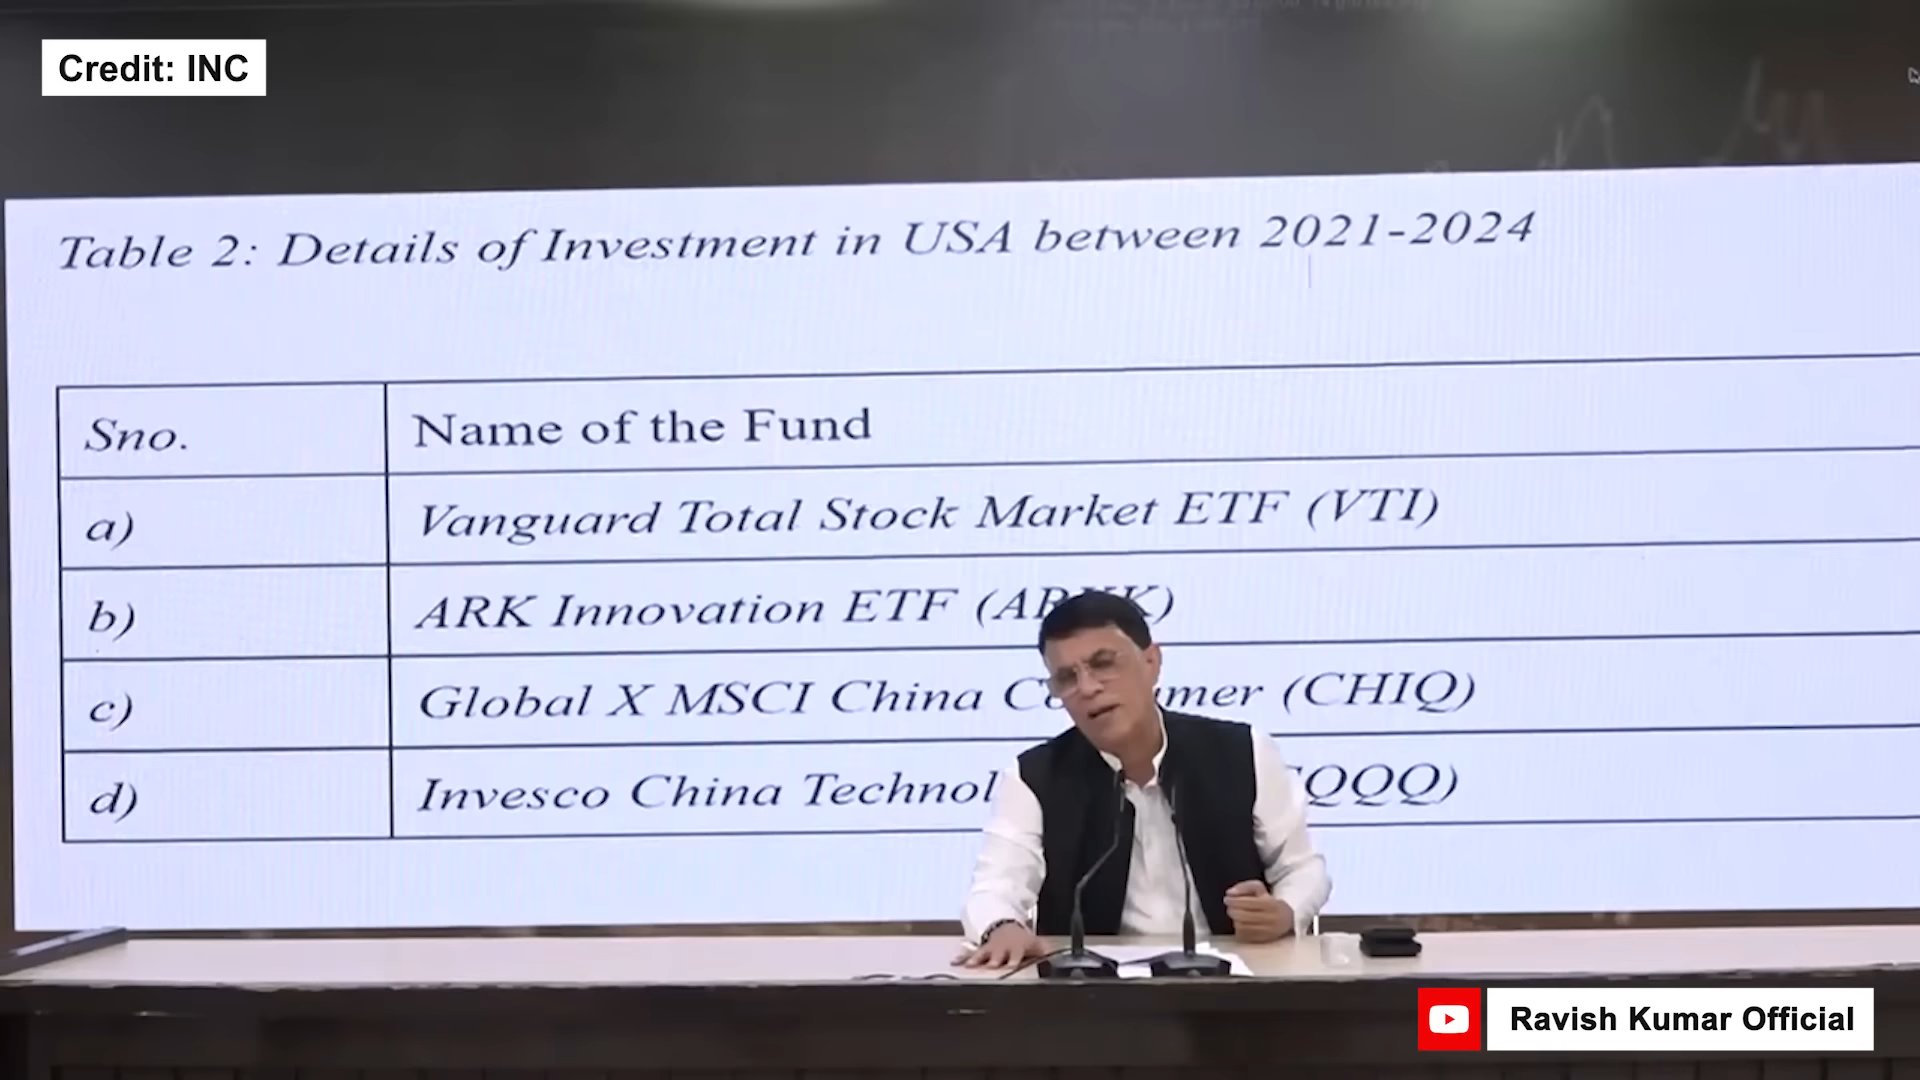 Credit: INC
Table 2: Details of Investment in USA between 2021-2024
Sno. Name of the Fund
a) Vanguard Total Stock Market ETF (VTI)
b) ARK Innovation ETF
c) Global X MSCI China (CHIQ)
d) Invesco China
Ravish Kumar Official